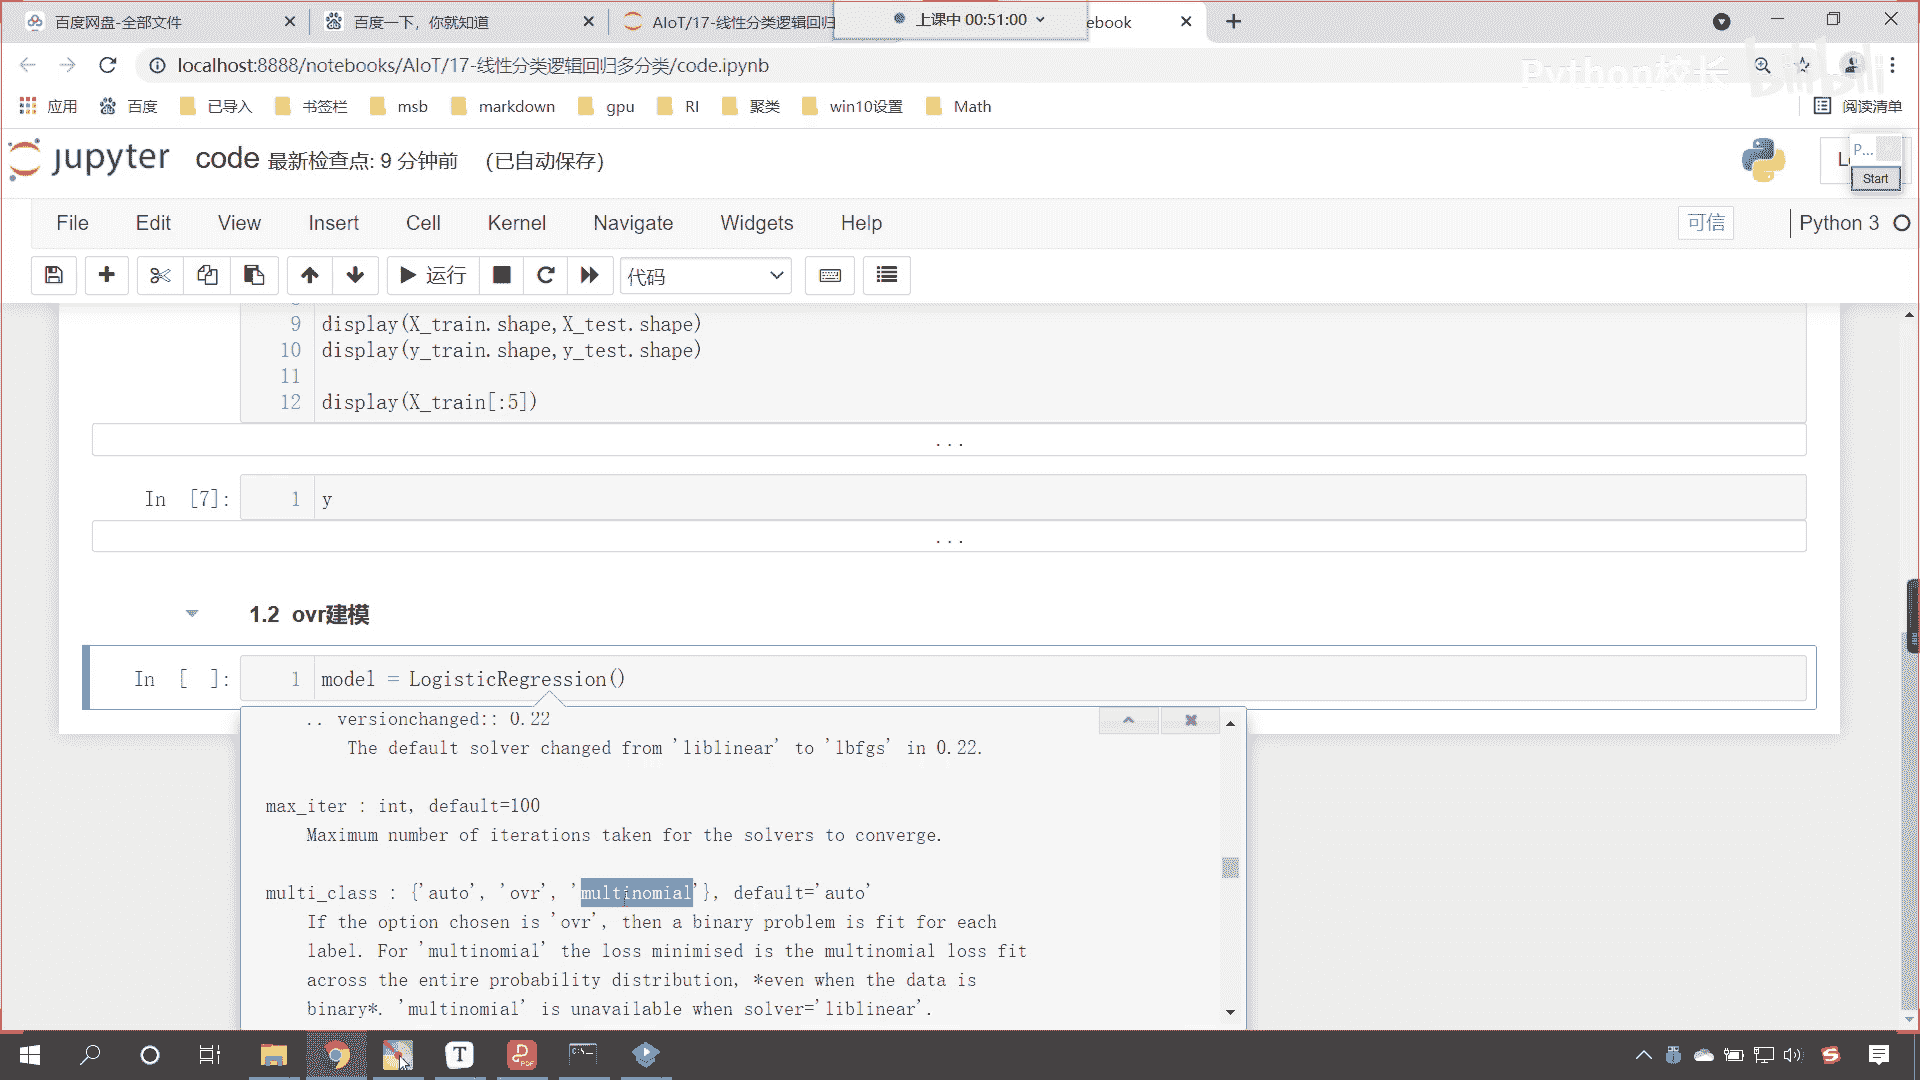 百度网盘-全部文件
百度一下，你就知道
AIoT/17-线性分类逻辑回归
上课中 00:51:00
ebook
localhost:8888/notebooks/AIoT/17-线性分类逻辑回归多分类/code.ipynb
Python校长
bilibili
应用 百度 已导入 书签栏 msb markdown gpu RI 聚类 win10设置 Math 阅读清单
jupyter code 最新检查点: 9 分钟前 (已自动保存)
P...
Start
File Edit View Insert Cell Kernel Navigate Widgets Help 可信 Python 3
运行 代码
9 display(X_train.shape,X_test.shape)
10 display(y_train.shape,y_test.shape)
11
12 display(X_train[:5])
...
In [7]: 1 y
...
1.2 ovr建模
In [ ]: 1 model = LogisticRegression()
.. versionchanged:: 0.22
The default solver changed from 'liblinear' to 'lbfgs' in 0.22.
max_iter : int, default=100
Maximum number of iterations taken for the solvers to converge.
multi_class : {'auto', 'ovr', 'multinomial'}, default='auto'
If the option chosen is 'ovr', then a binary problem is fit for each
label. For 'multinomial' the loss minimised is the multinomial loss fit
across the entire probability distribution, *even when the data is
binary*. 'multinomial' is unavailable when solver='liblinear'.